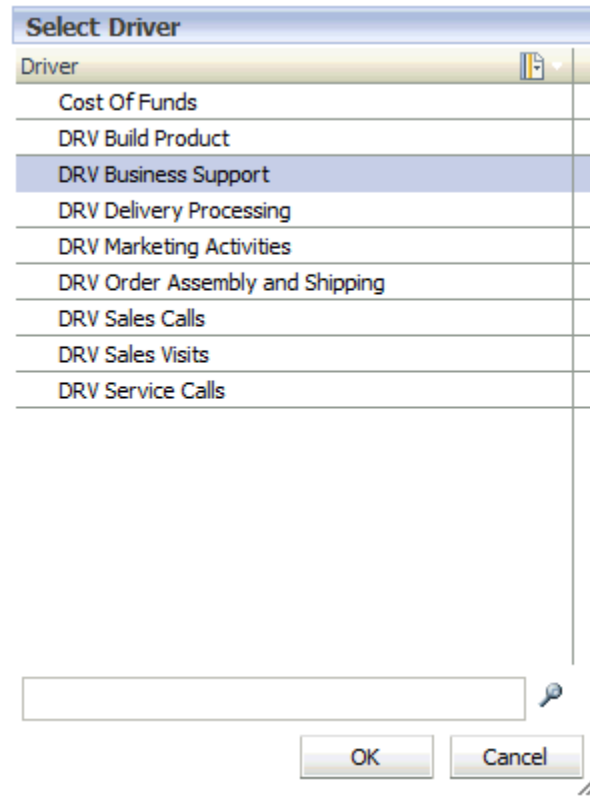 Select Driver
Driver
Cost Of Funds
DRV Build Product
DRV Business Support
DRV Delivery Processing
DRV Marketing Activities
DRV Order Assembly and Shipping
DRV Sales Calls
DRV Sales Visits
DRV Service Calls
OK Cancel